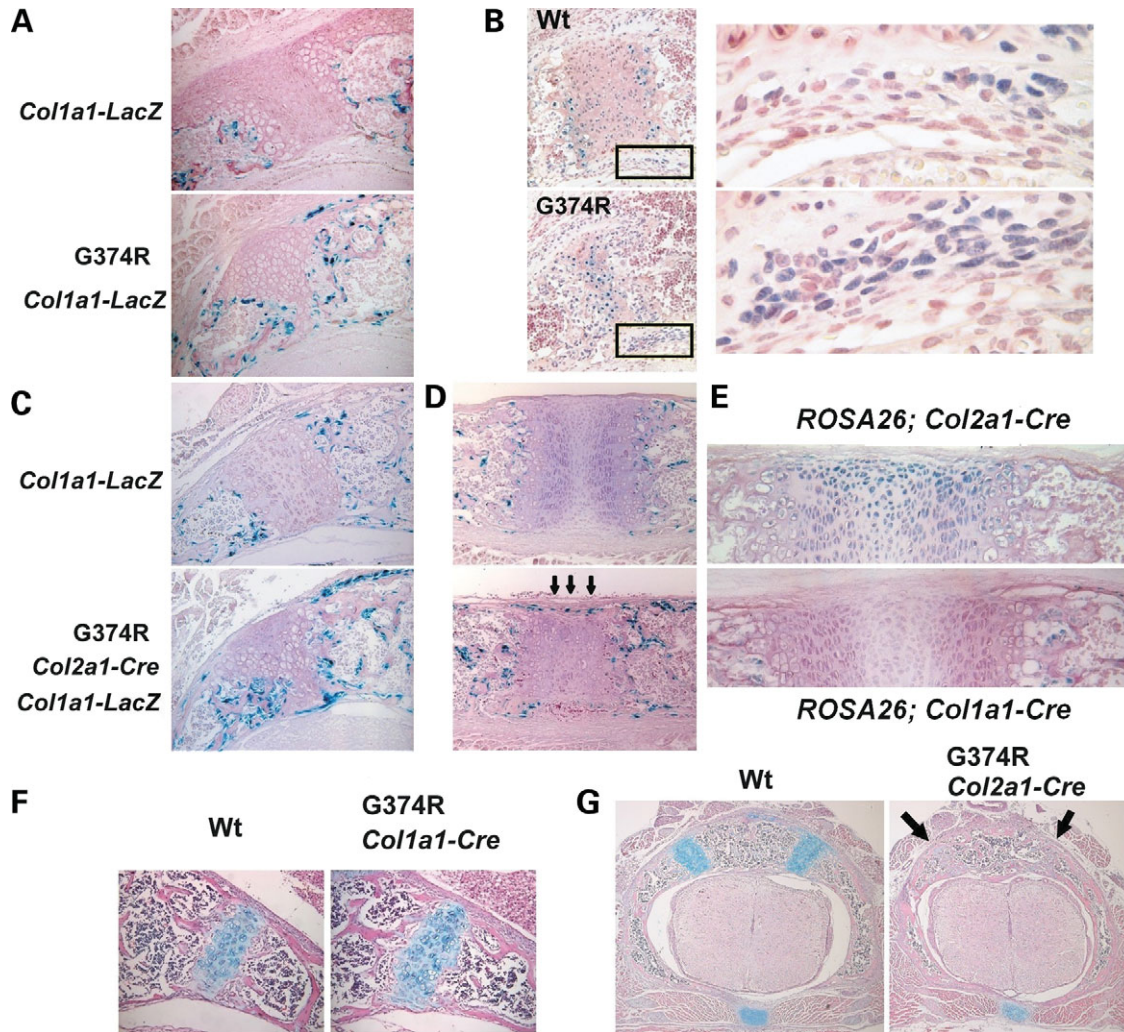 A
Col1a1-LacZ
G374R
Col1a1-LacZ
B
Wt
G374R
C
Col1a1-LacZ
G374R
Col2a1-Cre
Col1a1-LacZ
D
E
ROSA26; Col2a1-Cre
ROSA26; Col1a1-Cre
F
Wt
G374R
Col1a1-Cre
G
Wt
G374R
Col2a1-Cre